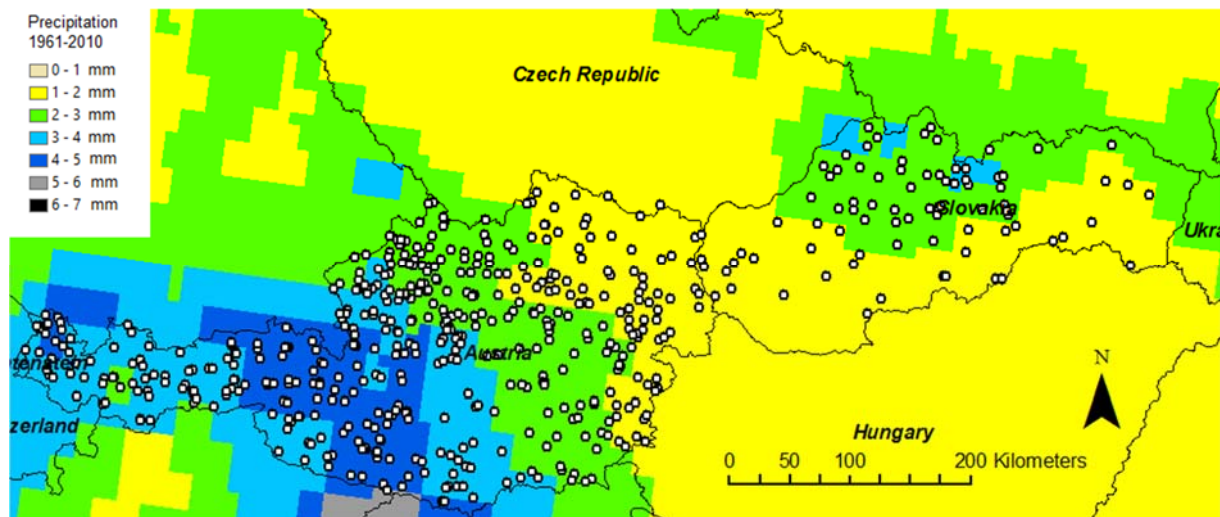 Precipitation
1961-2010
0 - 1 mm
1 - 2 mm
2 - 3 mm
3 - 4 mm
4 - 5 mm
5 - 6 mm
6 - 7 mm
Czech Republic
Slovakia
Ukra
Austria
tenstein
zerland
Hungary
N
0 50 100 200 Kilometers